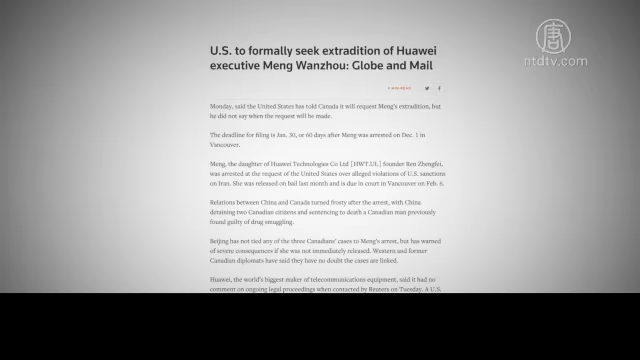 唐
ntdtv.com
U.S. to formally seek extradition of Huawei
executive Meng Wanzhou: Globe and Mail
Monday, said the United States has told Canada it will request Meng's extradition, but
he did not say when the request will be made.
The deadline for filing is Jan. 30, or 60 days after Meng was arrested on Dec. 1 in
Vancouver.
Meng, the daughter of Huawei Technologies Co Ltd [HWT.UL] founder Ren Zhengfei,
was arrested at the request of the United States over alleged violations of U.S. sanctions
on Iran. She was released on bail last month and is due in court in Vancouver on Feb. 6.
Relations between China and Canada turned frosty after the arrest, with China
detaining two Canadian citizens and sentencing to death a Canadian man previously
found guilty of drug smuggling.
Beijing has not tied any of the three Canadians' cases to Meng's arrest, but has warned
of severe consequences if she was not immediately released. Western and former
Canadian diplomats have said they have no doubt the cases are linked.
Huawei, the world's biggest maker of telecommunications equipment, said it had no
comment on ongoing legal proceedings when contacted by Reuters on Tuesday. A U.S.